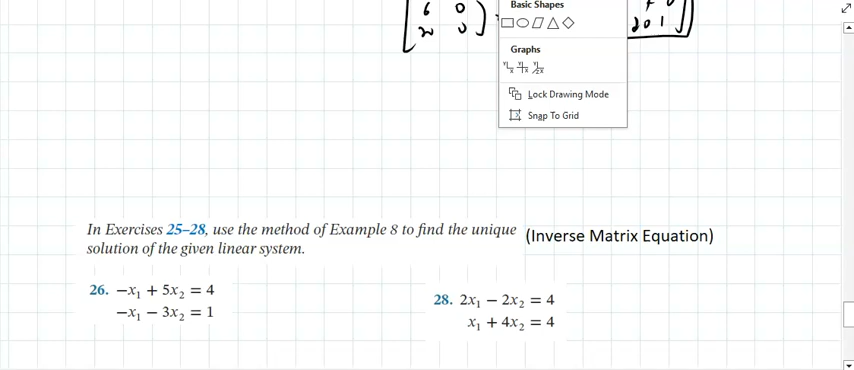 Basic Shapes
6 0
Graphs
Lock Drawing Mode
Snap To Grid
In Exercises 25–28, use the method of Example 8 to find the unique
solution of the given linear system.
(Inverse Matrix Equation)
26. −x₁ + 5x₂ = 4
−x₁ − 3x₂ = 1
28. 2x₁ − 2x₂ = 4
x₁ + 4x₂ = 4